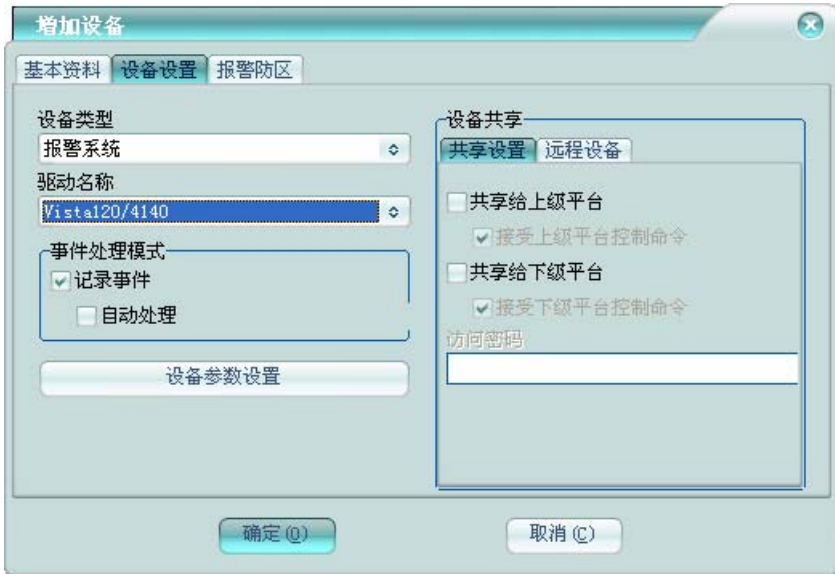 增加设备
基本资料 设备设置 报警防区
设备类型
报警系统
驱动名称
Vista120/4140
事件处理模式
记录事件
自动处理
设备参数设置
设备共享
共享设置 远程设备
共享给上级平台
接受上级平台控制命令
共享给下级平台
接受下级平台控制命令
访问密码
确定(O) 取消(C)